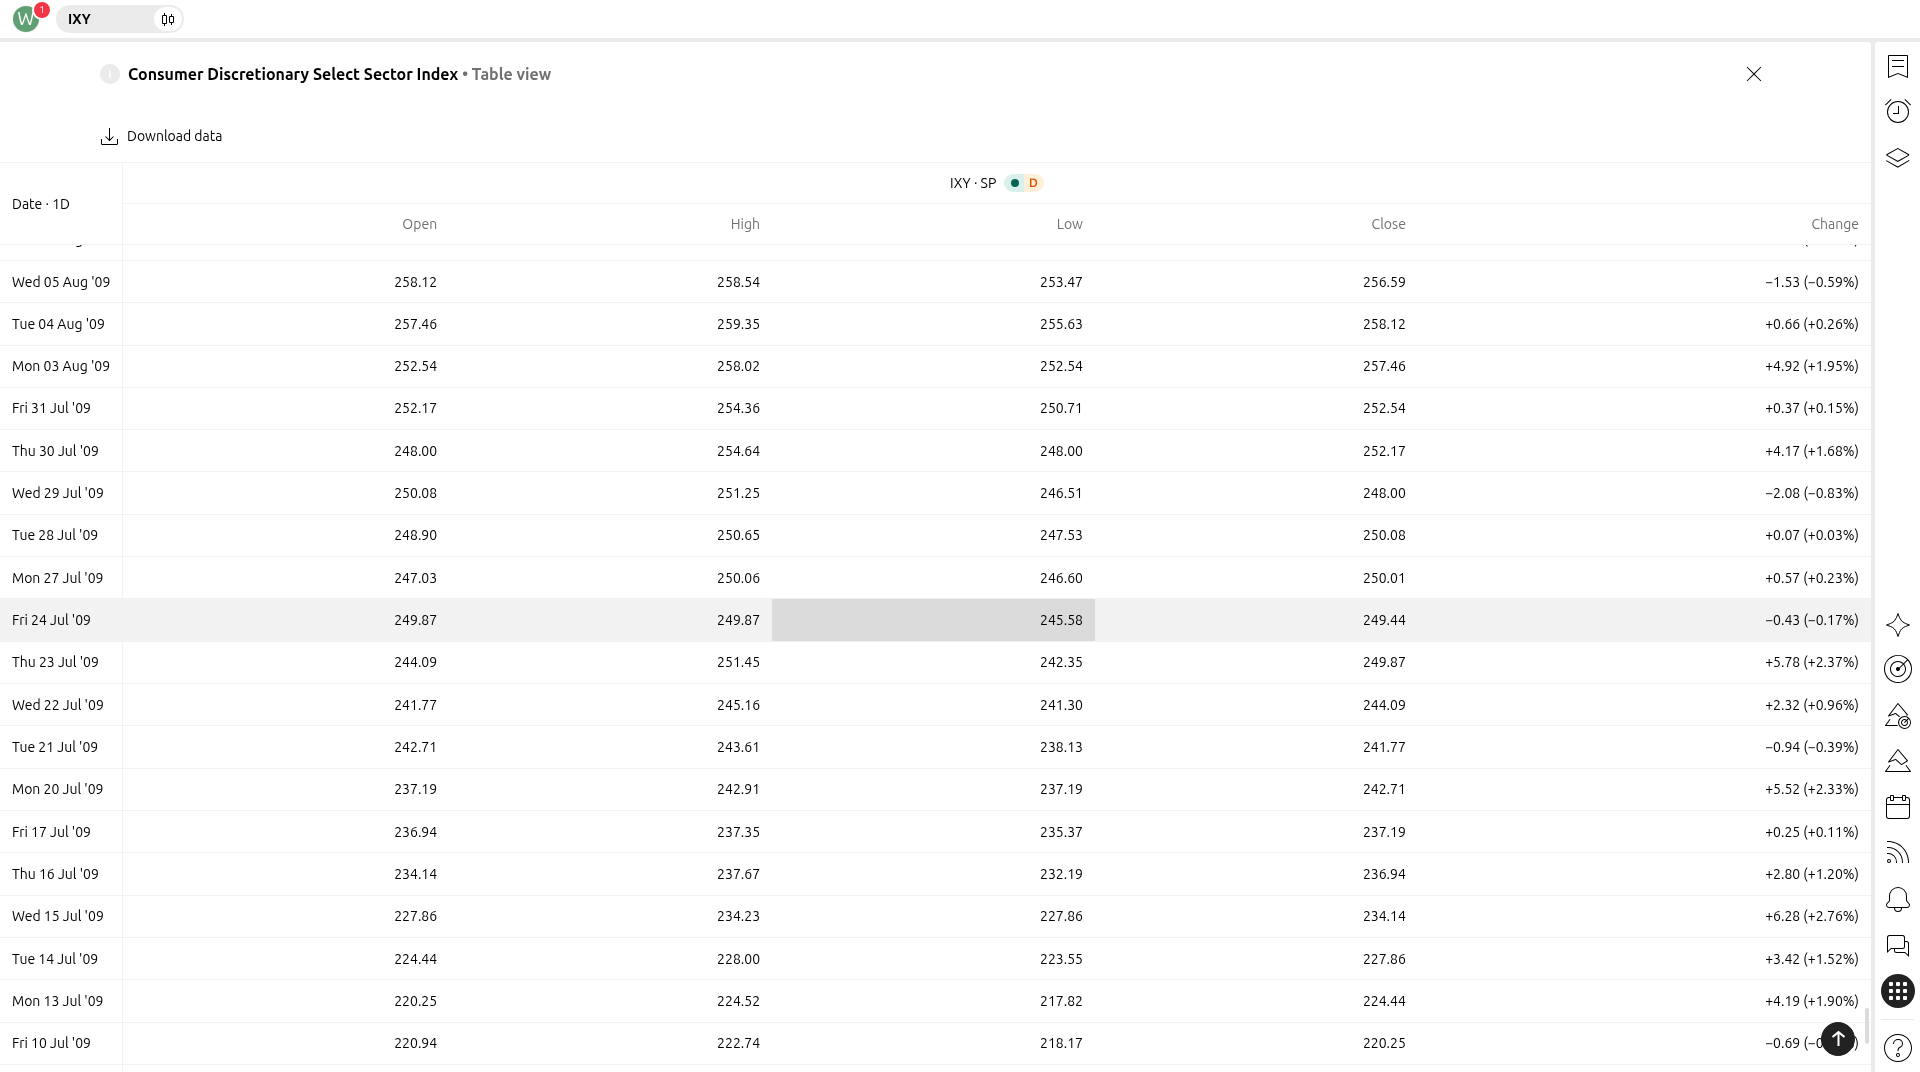 W 1 IXY
I Consumer Discretionary Select Sector Index • Table view
Download data
Date · 1D
IXY · SP D
Open High Low Close Change
Wed 05 Aug '09 258.12 258.54 253.47 256.59 −1.53 (−0.59%)
Tue 04 Aug '09 257.46 259.35 255.63 258.12 +0.66 (+0.26%)
Mon 03 Aug '09 252.54 258.02 252.54 257.46 +4.92 (+1.95%)
Fri 31 Jul '09 252.17 254.36 250.71 252.54 +0.37 (+0.15%)
Thu 30 Jul '09 248.00 254.64 248.00 252.17 +4.17 (+1.68%)
Wed 29 Jul '09 250.08 251.25 246.51 248.00 −2.08 (−0.83%)
Tue 28 Jul '09 248.90 250.65 247.53 250.08 +0.07 (+0.03%)
Mon 27 Jul '09 247.03 250.06 246.60 250.01 +0.57 (+0.23%)
Fri 24 Jul '09 249.87 249.87 245.58 249.44 −0.43 (−0.17%)
Thu 23 Jul '09 244.09 251.45 242.35 249.87 +5.78 (+2.37%)
Wed 22 Jul '09 241.77 245.16 241.30 244.09 +2.32 (+0.96%)
Tue 21 Jul '09 242.71 243.61 238.13 241.77 −0.94 (−0.39%)
Mon 20 Jul '09 237.19 242.91 237.19 242.71 +5.52 (+2.33%)
Fri 17 Jul '09 236.94 237.35 235.37 237.19 +0.25 (+0.11%)
Thu 16 Jul '09 234.14 237.67 232.19 236.94 +2.80 (+1.20%)
Wed 15 Jul '09 227.86 234.23 227.86 234.14 +6.28 (+2.76%)
Tue 14 Jul '09 224.44 228.00 223.55 227.86 +3.42 (+1.52%)
Mon 13 Jul '09 220.25 224.52 217.82 224.44 +4.19 (+1.90%)
Fri 10 Jul '09 220.94 222.74 218.17 220.25 −0.69